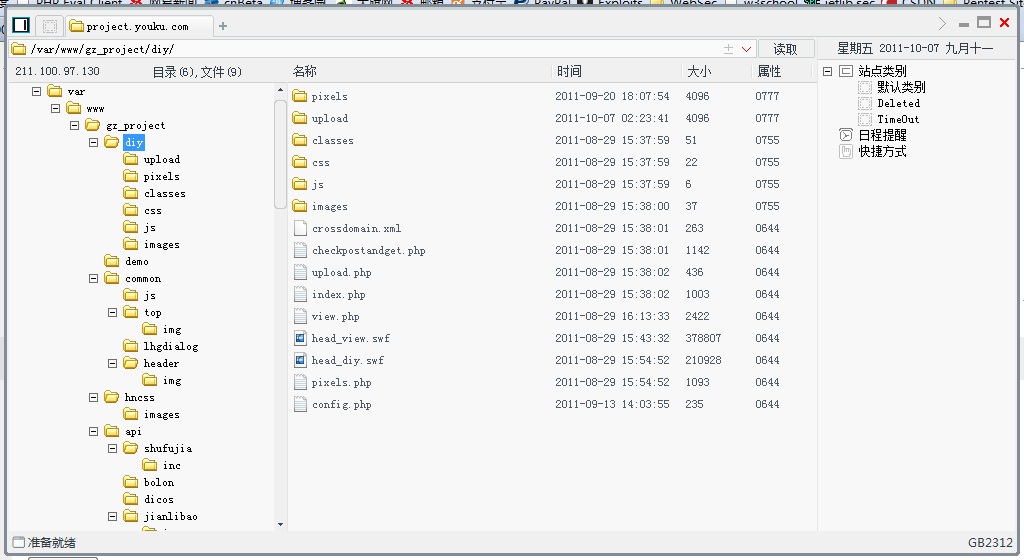 project.youku.com
/var/www/gz_project/diy/
读取
星期五 2011-10-07 九月十一
211.100.97.130
目录(6),文件(9)
名称 时间 大小 属性
var
www
gz_project
diy
upload
pixels
classes
css
js
images
demo
common
js
top
img
lhgdialog
header
img
hncss
images
api
shufujia
inc
bolon
dicos
jianlibao
pixels 2011-09-20 18:07:54 4096 0777
upload 2011-10-07 02:23:41 4096 0777
classes 2011-08-29 15:37:59 51 0755
css 2011-08-29 15:37:59 22 0755
js 2011-08-29 15:37:59 6 0755
images 2011-08-29 15:38:00 37 0755
crossdomain.xml 2011-08-29 15:38:01 263 0644
checkpostandget.php 2011-08-29 15:38:01 1142 0644
upload.php 2011-08-29 15:38:02 436 0644
index.php 2011-08-29 15:38:02 1003 0644
view.php 2011-08-29 16:13:33 2422 0644
head_view.swf 2011-08-29 15:43:32 378807 0644
head_diy.swf 2011-08-29 15:54:52 210928 0644
pixels.php 2011-08-29 15:54:52 1093 0644
config.php 2011-09-13 14:03:55 235 0644
站点类别
默认类别
Deleted
TimeOut
日程提醒
快捷方式
准备就绪
GB2312